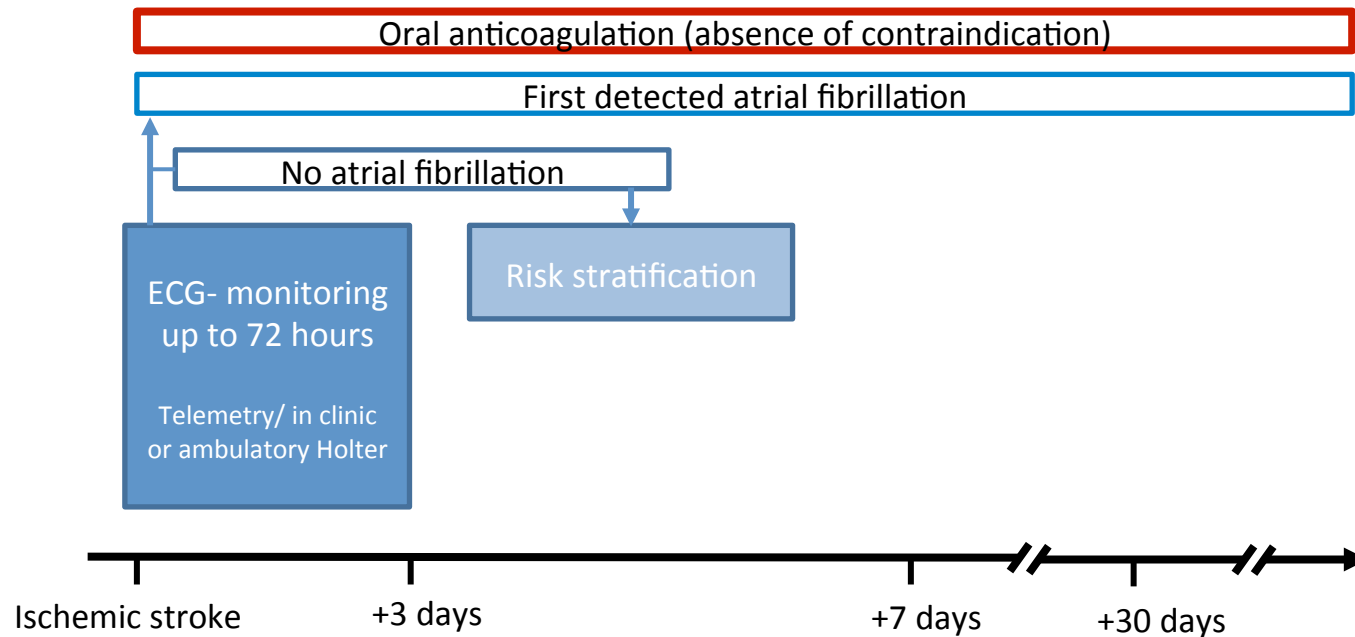 Oral anticoagulation (absence of contraindication)
First detected atrial fibrillation
No atrial fibrillation
ECG- monitoring
up to 72 hours
Telemetry/ in clinic
or ambulatory Holter
Risk stratification
Ischemic stroke
+3 days
+7 days
+30 days